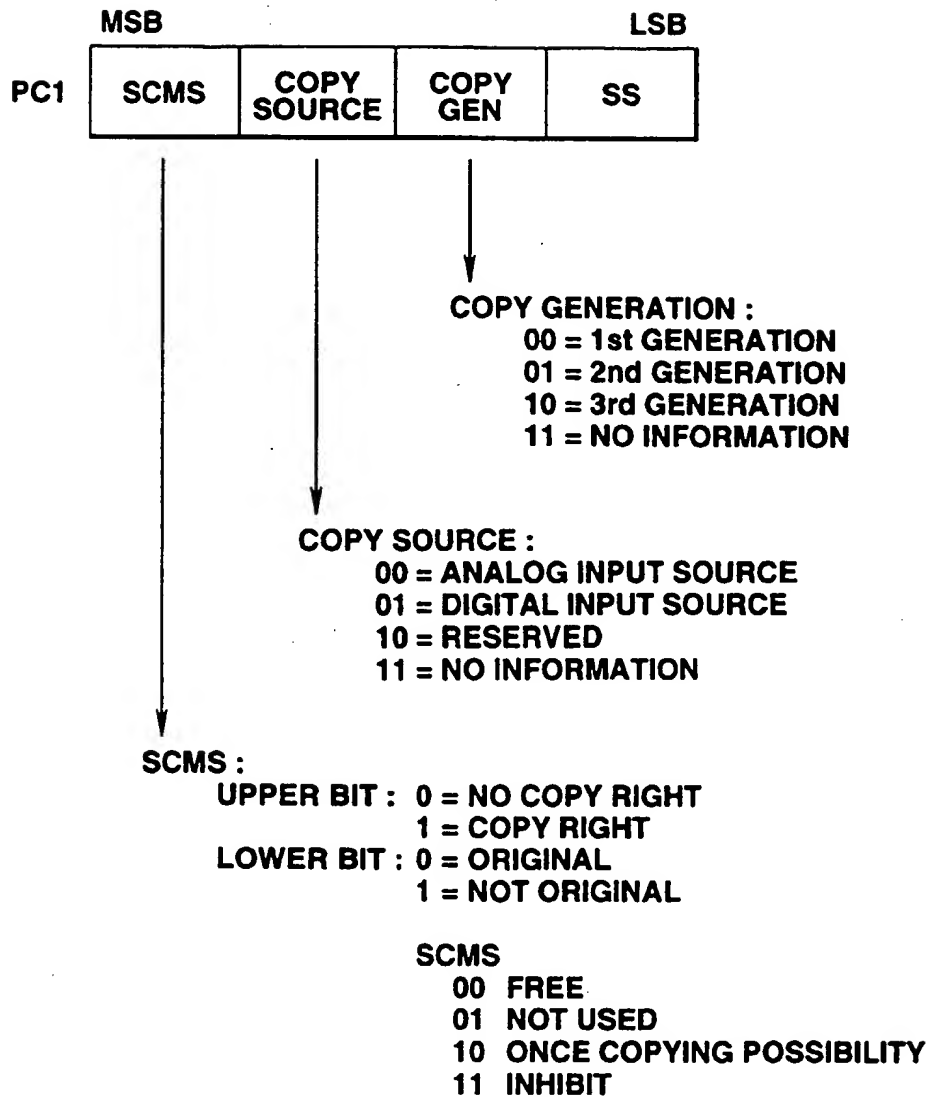 MSB LSB
PC1 SCMS COPY SOURCE COPY GEN SS
COPY GENERATION :
00 = 1st GENERATION
01 = 2nd GENERATION
10 = 3rd GENERATION
11 = NO INFORMATION
COPY SOURCE :
00 = ANALOG INPUT SOURCE
01 = DIGITAL INPUT SOURCE
10 = RESERVED
11 = NO INFORMATION
SCMS :
UPPER BIT : 0 = NO COPY RIGHT
1 = COPY RIGHT
LOWER BIT : 0 = ORIGINAL
1 = NOT ORIGINAL
SCMS
00 FREE
01 NOT USED
10 ONCE COPYING POSSIBILITY
11 INHIBIT